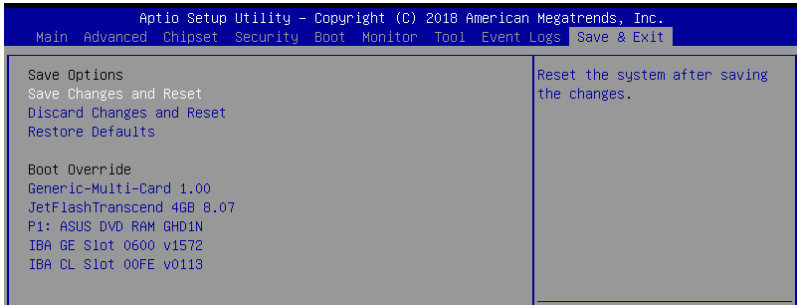 Aptio Setup Utility – Copyright (C) 2018 American Megatrends, Inc.
Main Advanced Chipset Security Boot Monitor Tool Event Logs Save & Exit
Save Options
Save Changes and Reset
Discard Changes and Reset
Restore Defaults
Boot Override
Generic-Multi-Card 1.00
JetFlashTranscend 4GB 8.07
P1: ASUS DVD RAM GHD1N
IBA GE Slot 0600 v1572
IBA CL Slot 00FE v0113
Reset the system after saving
the changes.